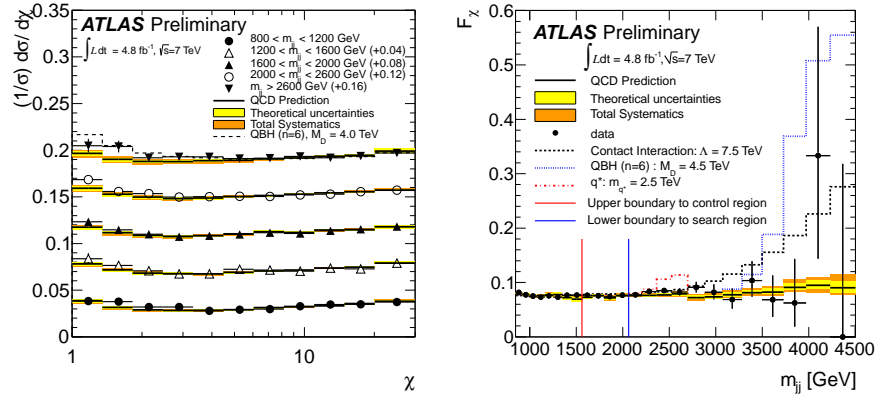 ATLAS Preliminary
∫Ldt = 4.8 fb⁻¹, √s=7 TeV
800 < m_jj < 1200 GeV
1200 < m_jj < 1600 GeV (+0.04)
1600 < m_jj < 2000 GeV (+0.08)
2000 < m_jj < 2600 GeV (+0.12)
m_jj > 2600 GeV (+0.16)
QCD Prediction
Theoretical uncertainties
Total Systematics
QBH (n=6), M_D = 4.0 TeV
(1/σ) dσ/dχ
0.35
0.3
0.25
0.2
0.15
0.1
0.05
0
1 10
χ
F_χ
ATLAS Preliminary
∫Ldt = 4.8 fb⁻¹,√s=7 TeV
QCD Prediction
Theoretical uncertainties
Total Systematics
data
Contact Interaction: Λ = 7.5 TeV
QBH (n=6) : M_D = 4.5 TeV
q*: m_q* = 2.5 TeV
Upper boundary to control region
Lower boundary to search region
0.6
0.5
0.4
0.3
0.2
0.1
0
1000 1500 2000 2500 3000 3500 4000 4500
m_jj [GeV]